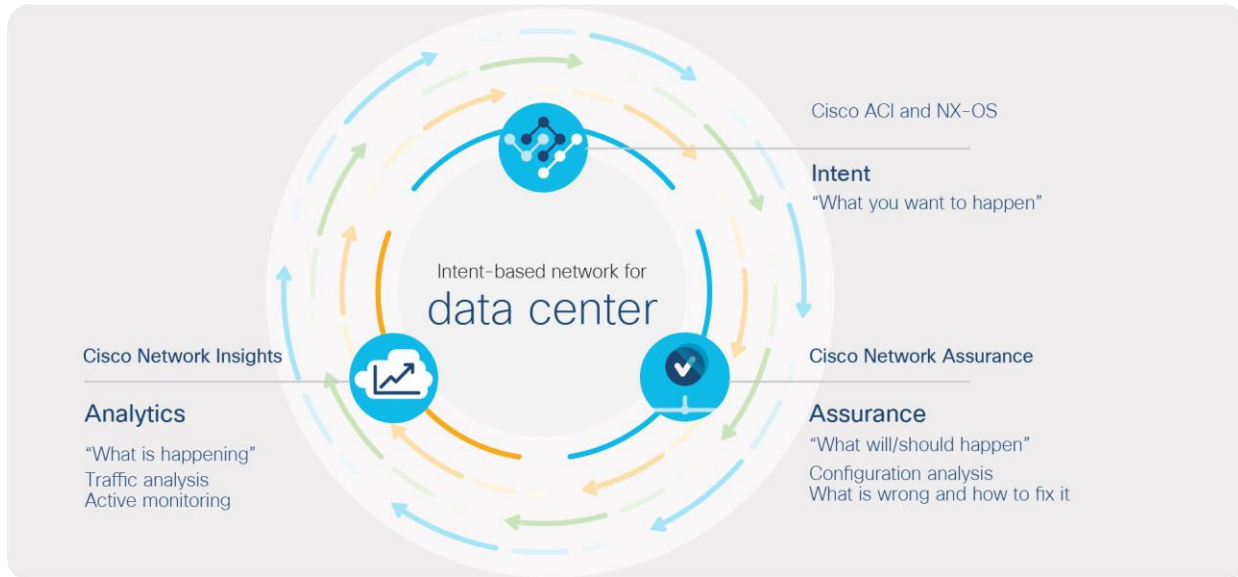 Cisco ACI and NX-OS
Intent
“What you want to happen”
Intent-based network for
data center
Cisco Network Insights
Analytics
“What is happening”
Traffic analysis
Active monitoring
Cisco Network Assurance
Assurance
“What will/should happen”
Configuration analysis
What is wrong and how to fix it